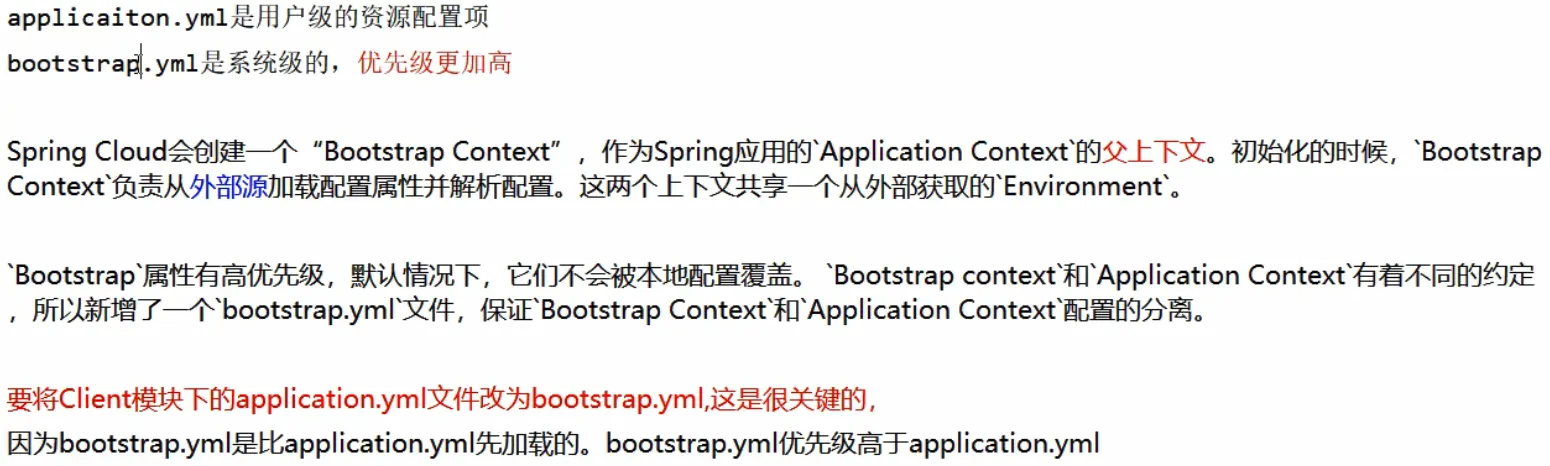 applicaiton.yml是用户级的资源配置项
bootstrap.yml是系统级的，优先级更加高
Spring Cloud会创建一个“Bootstrap Context”，作为Spring应用的`Application Context`的父上下文。初始化的时候，`Bootstrap
Context`负责从外部源加载配置属性并解析配置。这两个上下文共享一个从外部获取的`Environment`。
`Bootstrap`属性有高优先级，默认情况下，它们不会被本地配置覆盖。 `Bootstrap context`和`Application Context`有着不同的约定
，所以新增了一个`bootstrap.yml`文件，保证`Bootstrap Context`和`Application Context`配置的分离。
要将Client模块下的application.yml文件改为bootstrap.yml,这是很关键的，
因为bootstrap.yml是比application.yml先加载的。bootstrap.yml优先级高于application.yml